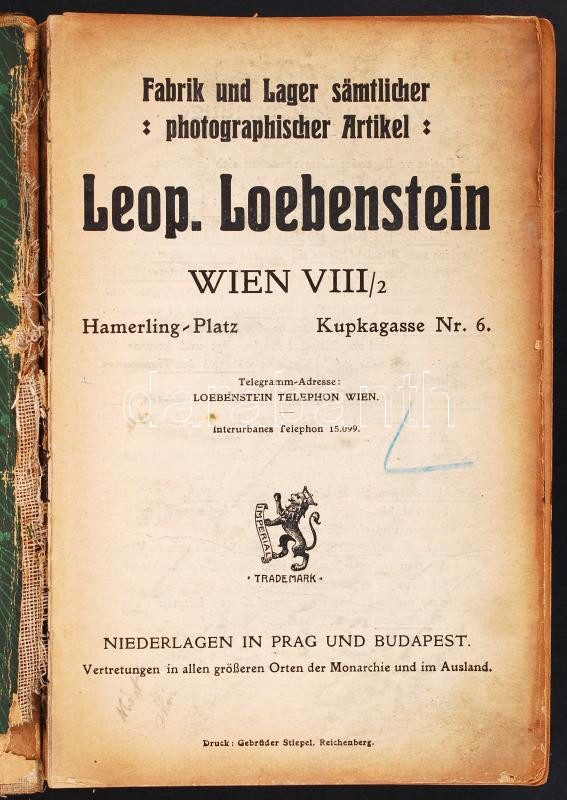 Fabrik und Lager sämtlicher
photographischer Artikel
Leop. Loebenstein
WIEN VIII/2
Hamerling-Platz Kupkagasse Nr. 6.
Telegramm-Adresse:
LOEBENSTEIN TELEPHON WIEN.
Interurbanes Telephon 15.099.
darabanth
IMPERIAL
• TRADEMARK •
NIEDERLAGEN IN PRAG UND BUDAPEST.
Vertretungen in allen größeren Orten der Monarchie und im Ausland.
Druck: Gebrüder Stiepel, Reichenberg.